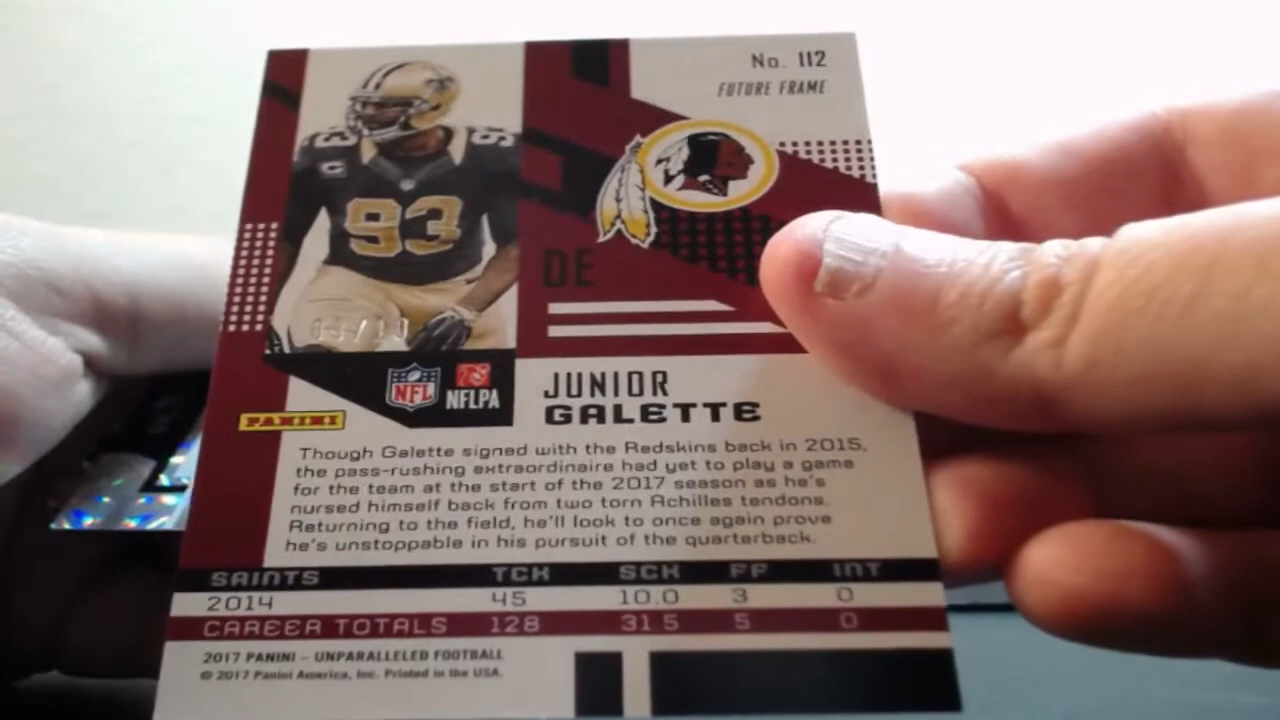 No. 112
FUTURE FRAME
93
93
93
C
DE
NFL
NFLPA
PANINI
JUNIOR
GALETTE
Though Galette signed with the Redskins back in 2015,
the pass-rushing extraordinaire had yet to play a game
for the team at the start of the 2017 season as he's
nursed himself back from two torn Achilles tendons.
Returning to the field, he'll look to once again prove
he's unstoppable in his pursuit of the quarterback.
SAINTS TCK SCK FF INT
2014 45 10.0 3 0
CAREER TOTALS 128 31.5 5 0
2017 PANINI – UNPARALLELED FOOTBALL
© 2017 Panini America, Inc. Printed in the USA.